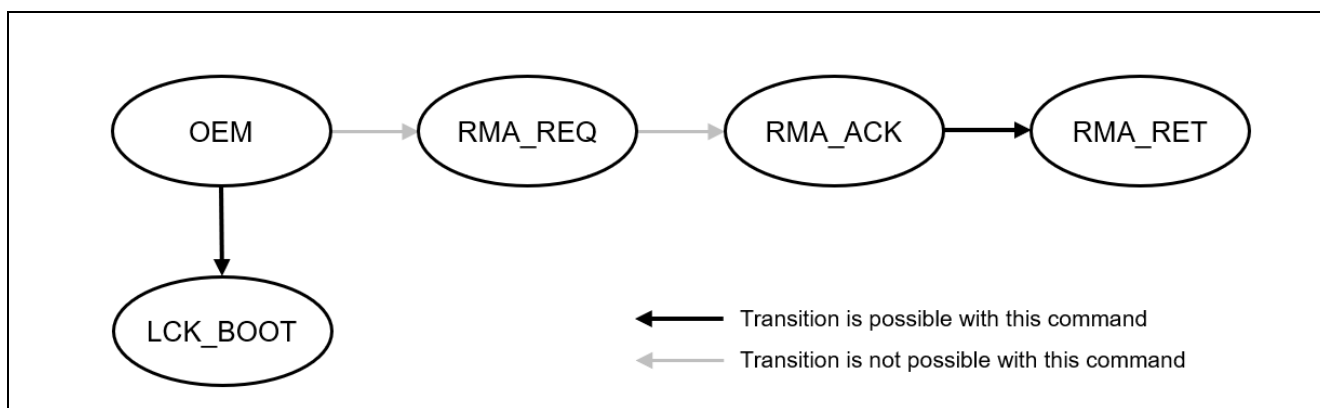 OEM
RMA_REQ
RMA_ACK
RMA_RET
LCK_BOOT
Transition is possible with this command
Transition is not possible with this command